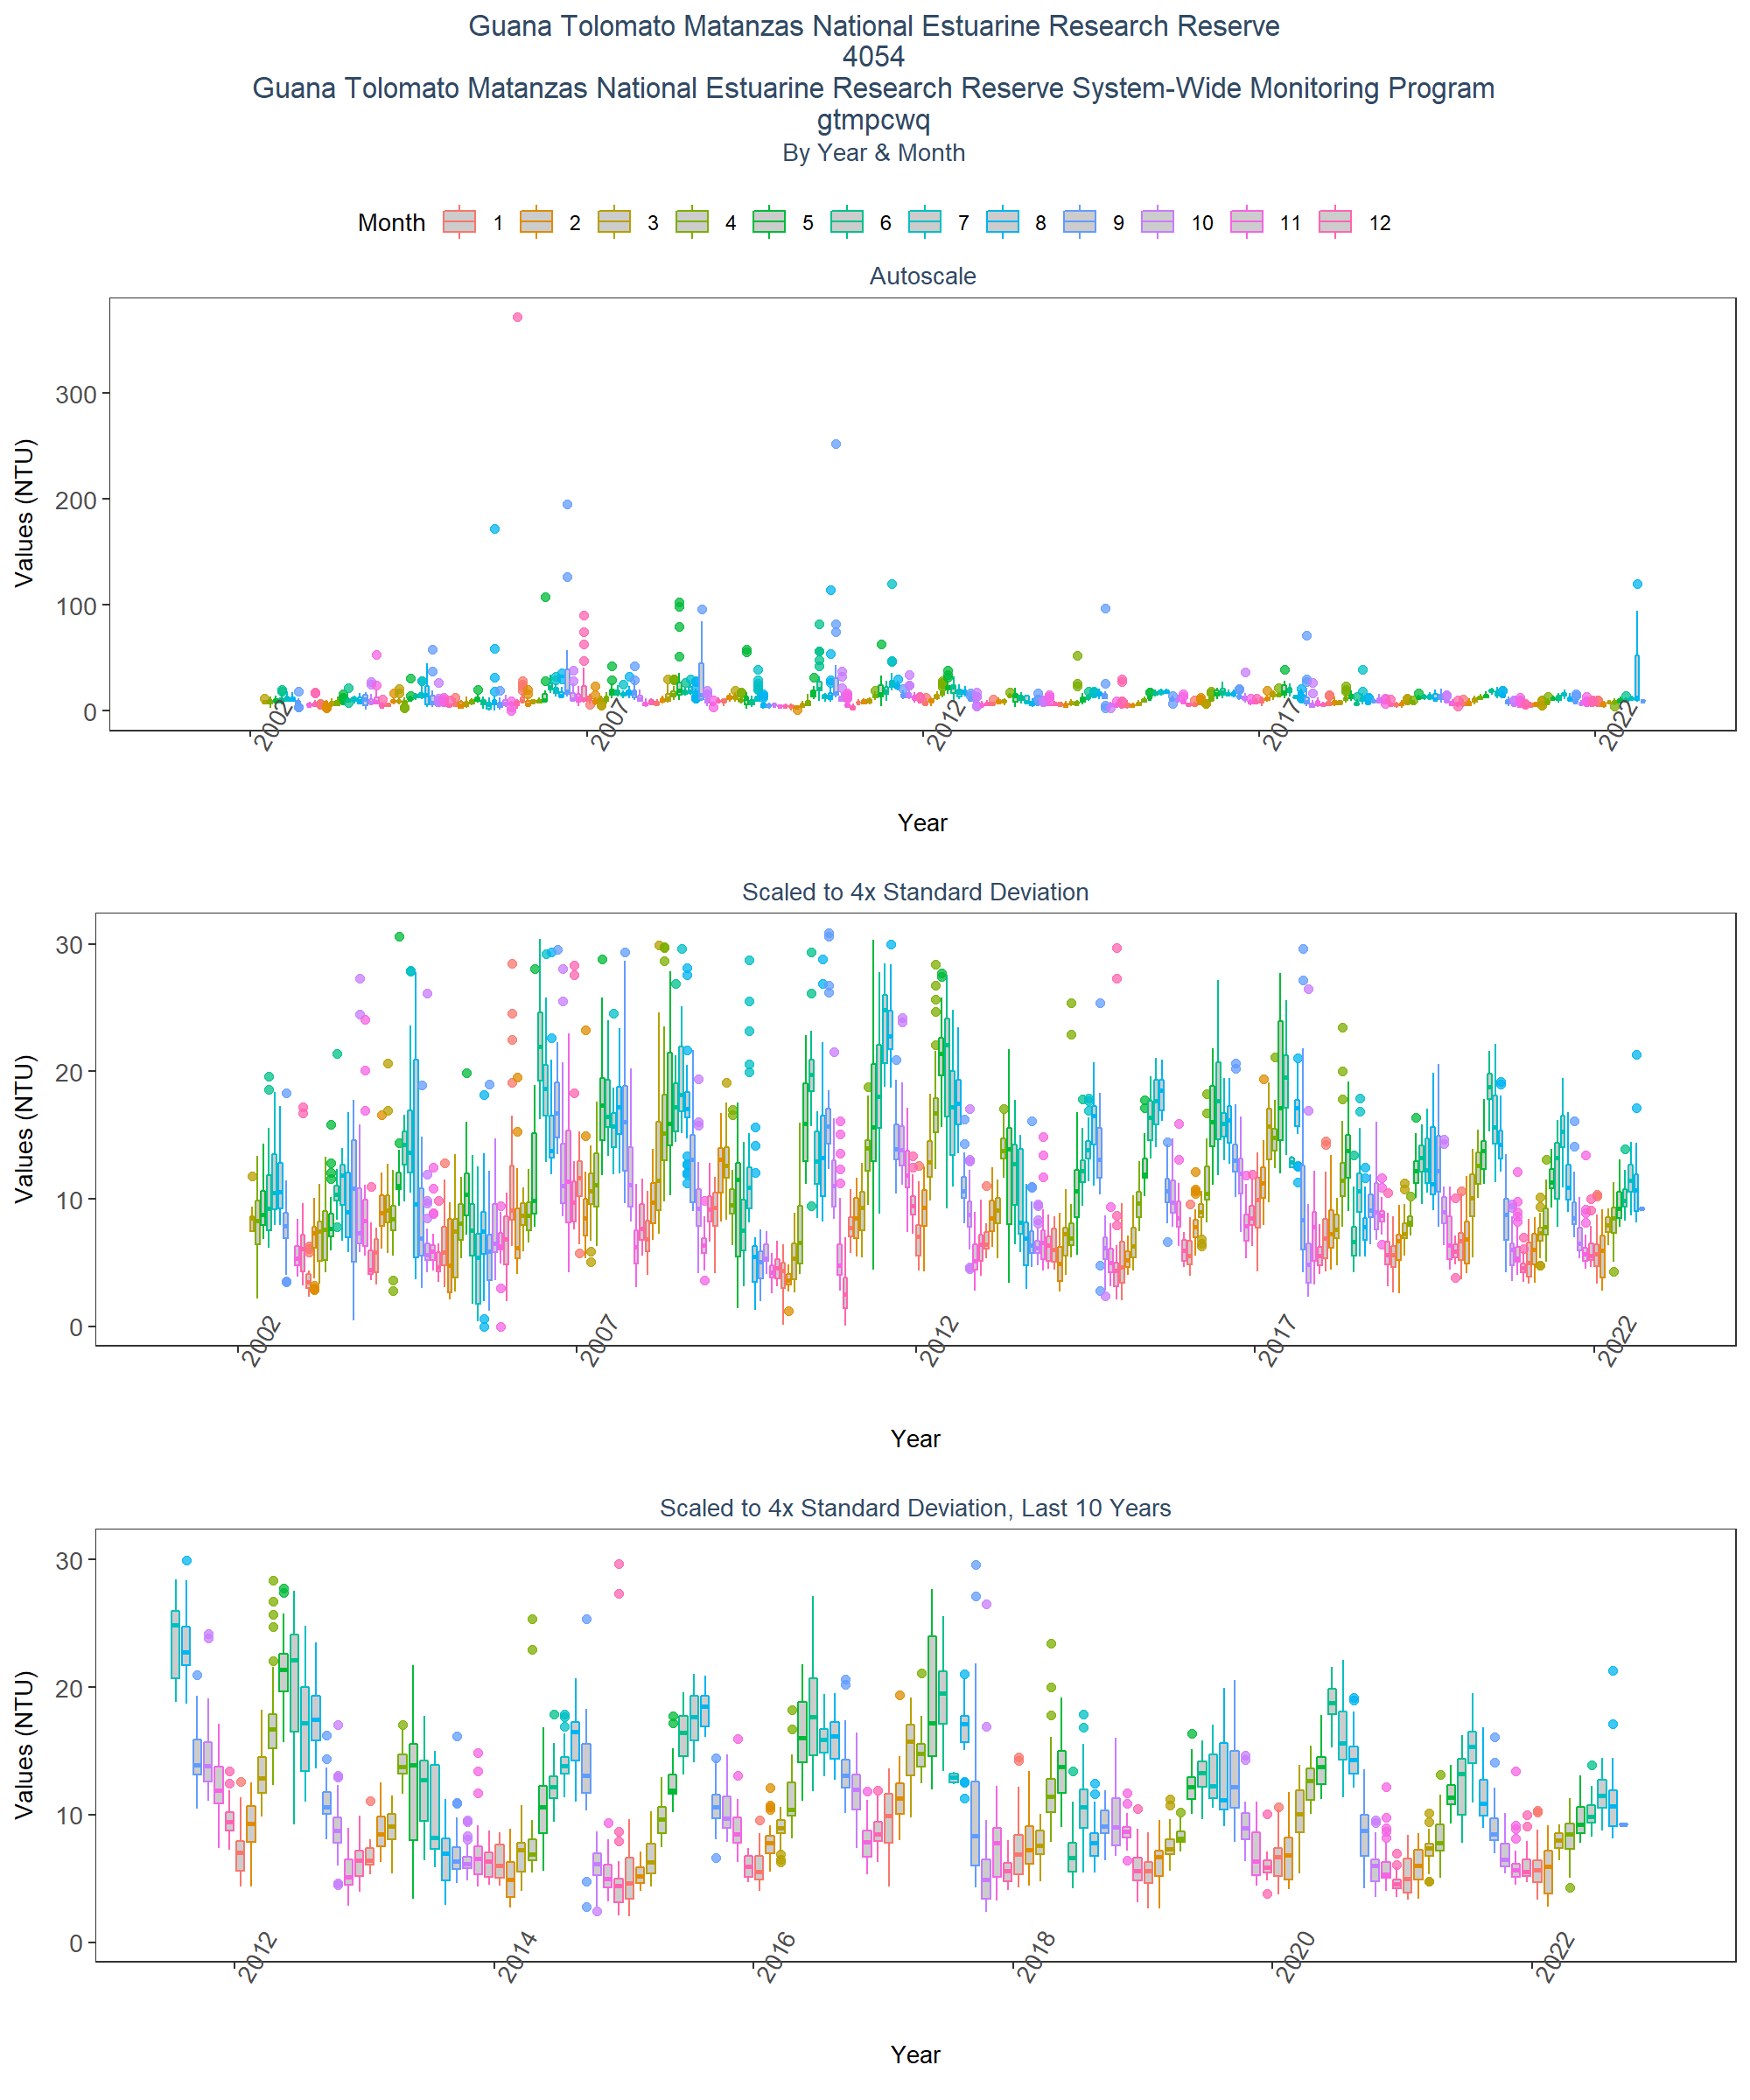 Guana Tolomato Matanzas National Estuarine Research Reserve
4054
Guana Tolomato Matanzas National Estuarine Research Reserve System-Wide Monitoring Program
gtmpcwq
By Year & Month
Month 1 2 3 4 5 6 7 8 9 10 11 12
Autoscale
Values (NTU)
300
200
100
0
2002 2007 2012 2017 2022
Year
Scaled to 4x Standard Deviation
Values (NTU)
30
20
10
0
2002 2007 2012 2017 2022
Year
Scaled to 4x Standard Deviation, Last 10 Years
Values (NTU)
30
20
10
0
2012 2014 2016 2018 2020 2022
Year